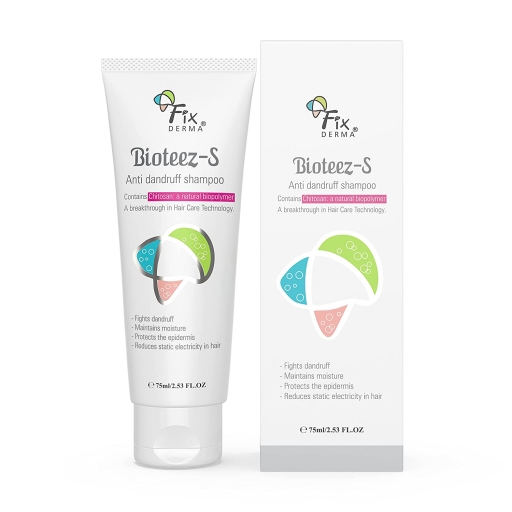 Fix
DERMA®
Bioteez-S
Anti dandruff shampoo
Contains Chitosan: a natural biopolymer
A breakthrough in Hair Care Technology.
- Fights dandruff
- Maintains moisture
- Protects the epidermis
- Reduces static electricity in hair
℮ 75ml/2.53 FL.OZ
Fix
DERMA®
Bioteez-S
Anti dandruff shampoo
Contains Chitosan: a natural biopolymer
A breakthrough in Hair Care Technology.
- Fights dandruff
- Maintains moisture
- Protects the epidermis
- Reduces static electricity in hair
℮ 75ml/2.53 FL.OZ